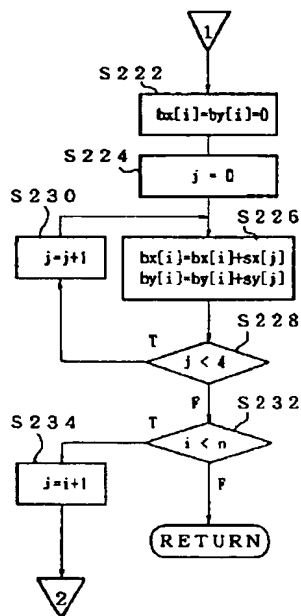 1
S222
bx[i]=by[i]=0
S224
j = 0
S230
S226
j=j+1
bx[i]=bx[i]+sx[j]
by[i]=by[i]+sy[j]
S228
T
j < 4
F
S232
S234
T
i < n
j=i+1
F
RETURN
2